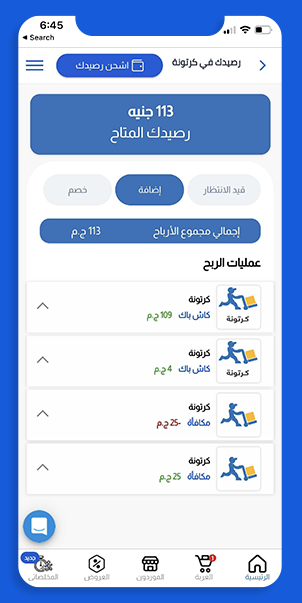 6:45
◀ Search
رصيدك في كرتونة
اشحن رصيدك
113 جنيه
رصيدك المتاح
قيد الانتظار
إضافة
خصم
إجمالي مجموع الأرباح 113 ج.م
عمليات الربح
كرتونة
كرتونة
كاش باك 109 ج.م
كرتونة
كرتونة
كاش باك 4 ج.م
كرتونة
مكافأة -25 ج.م
كرتونة
مكافأة 25 ج.م
الرئيسية
1
العربة
الموردون
العروض
جديد